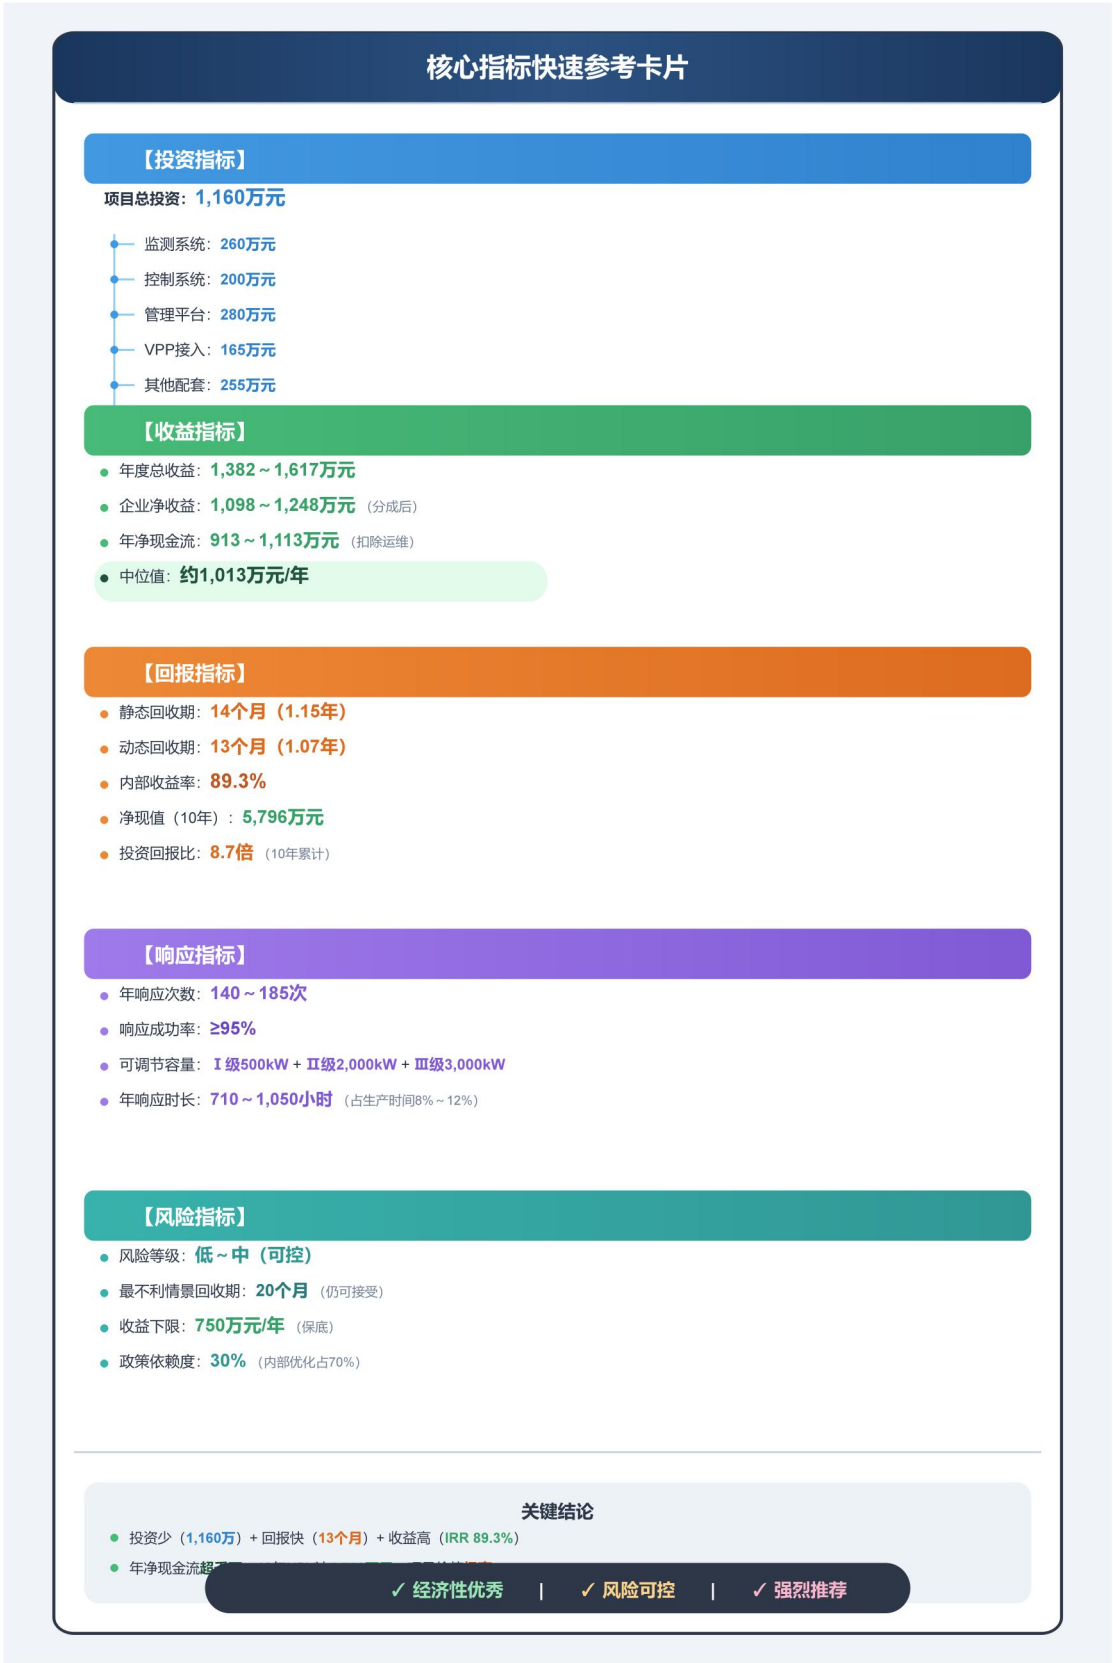 核心指标快速参考卡片
【投资指标】
项目总投资：1,160万元
监测系统：260万元
控制系统：200万元
管理平台：280万元
VPP接入：165万元
其他配套：255万元
【收益指标】
年度总收益：1,382～1,617万元
企业净收益：1,098～1,248万元（分成后）
年净现金流：913～1,113万元（扣除运维）
中位值：约1,013万元/年
【回报指标】
静态回收期：14个月（1.15年）
动态回收期：13个月（1.07年）
内部收益率：89.3%
净现值（10年）：5,796万元
投资回报比：8.7倍（10年累计）
【响应指标】
年响应次数：140～185次
响应成功率：≥95%
可调节容量：Ⅰ级500kW + Ⅱ级2,000kW + Ⅲ级3,000kW
年响应时长：710～1,050小时（占生产时间8%～12%）
【风险指标】
风险等级：低～中（可控）
最不利情景回收期：20个月（仍可接受）
收益下限：750万元/年（保底）
政策依赖度：30%（内部优化占70%）
关键结论
投资少（1,160万）+ 回报快（13个月）+ 收益高（IRR 89.3%）
年净现金流超
✓ 经济性优秀 | ✓ 风险可控 | ✓ 强烈推荐